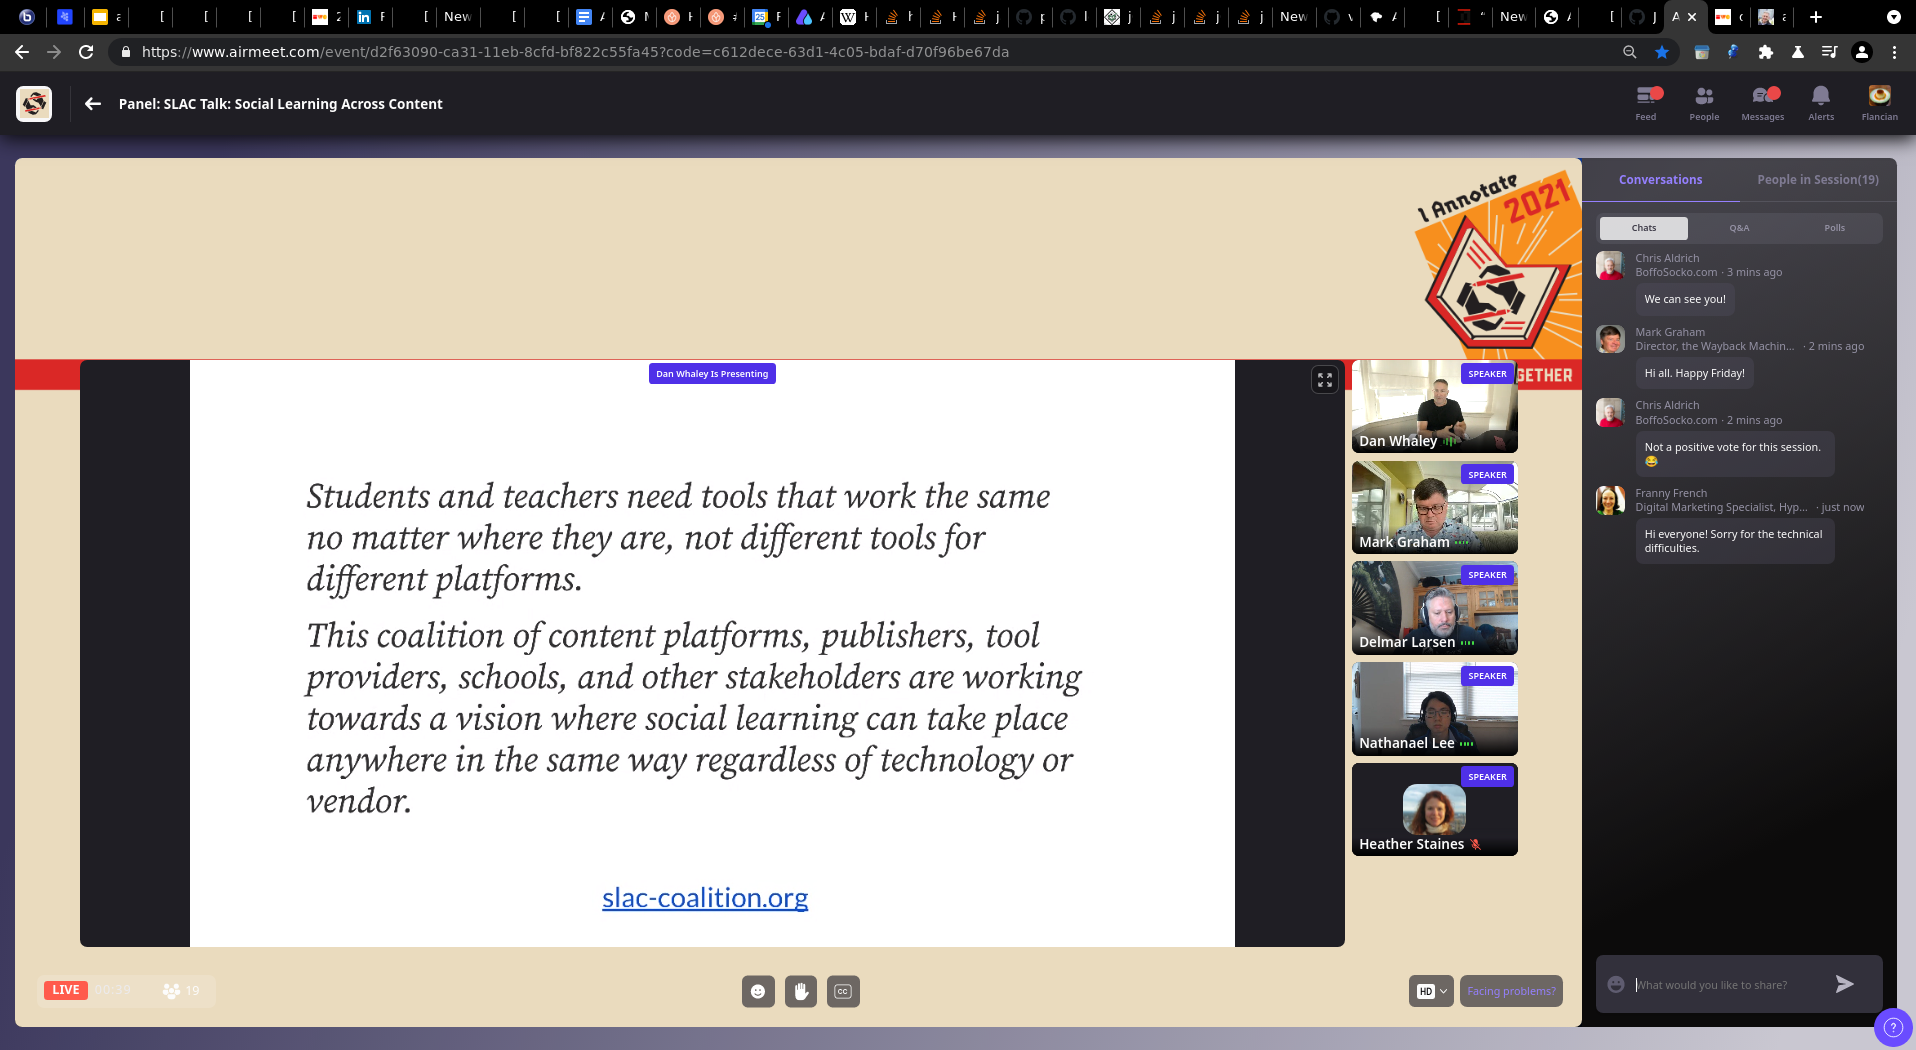 New
New
New
https://www.airmeet.com/event/d2f63090-ca31-11eb-8cfd-bf822c55fa45?code=c612dece-63d1-4c05-bdaf-d70f96be67da
Panel: SLAC Talk: Social Learning Across Content
Feed
People
Messages
Alerts
Flancian
I Annotate
2021
GETHER
Dan Whaley Is Presenting
Students and teachers need tools that work the same
no matter where they are, not different tools for
different platforms.
This coalition of content platforms, publishers, tool
providers, schools, and other stakeholders are working
towards a vision where social learning can take place
anywhere in the same way regardless of technology or
vendor.
slac-coalition.org
SPEAKER
Dan Whaley
SPEAKER
Mark Graham
SPEAKER
Delmar Larsen
SPEAKER
Nathanael Lee
SPEAKER
Heather Staines
LIVE
00:39
19
CC
HD
Facing problems?
Conversations
People in Session(19)
Chats
Q&A
Polls
Chris Aldrich
BoffoSocko.com · 3 mins ago
We can see you!
Mark Graham
Director, the Wayback Machin... · 2 mins ago
Hi all. Happy Friday!
Chris Aldrich
BoffoSocko.com · 2 mins ago
Not a positive vote for this session.
😂
Franny French
Digital Marketing Specialist, Hyp... · just now
Hi everyone! Sorry for the technical
difficulties.
What would you like to share?